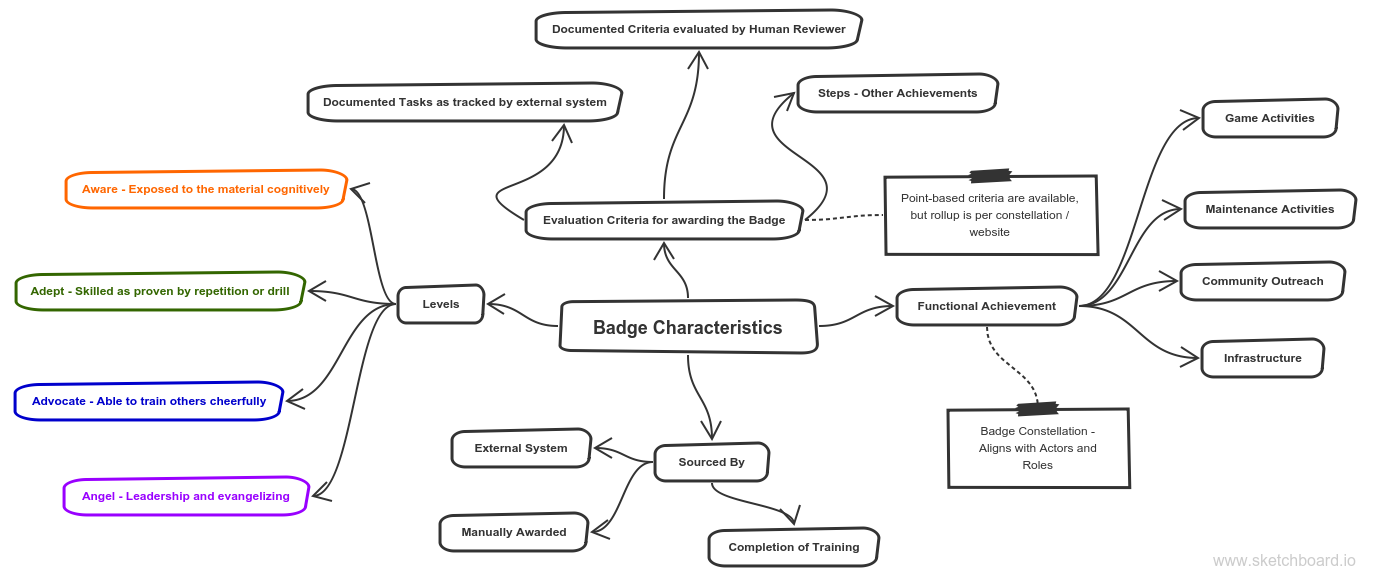 Documented Criteria evaluated by Human Reviewer
Documented Tasks as tracked by external system
Steps - Other Achievements
Game Activities
Aware - Exposed to the material cognitively
Evaluation Criteria for awarding the Badge
Point-based criteria are available,
but rollup is per constellation /
website
Maintenance Activities
Adept - Skilled as proven by repetition or drill
Levels
Badge Characteristics
Functional Achievement
Community Outreach
Infrastructure
Advocate - Able to train others cheerfully
Badge Constellation -
Aligns with Actors and
Roles
External System
Sourced By
Angel - Leadership and evangelizing
Manually Awarded
Completion of Training
www.sketchboard.io